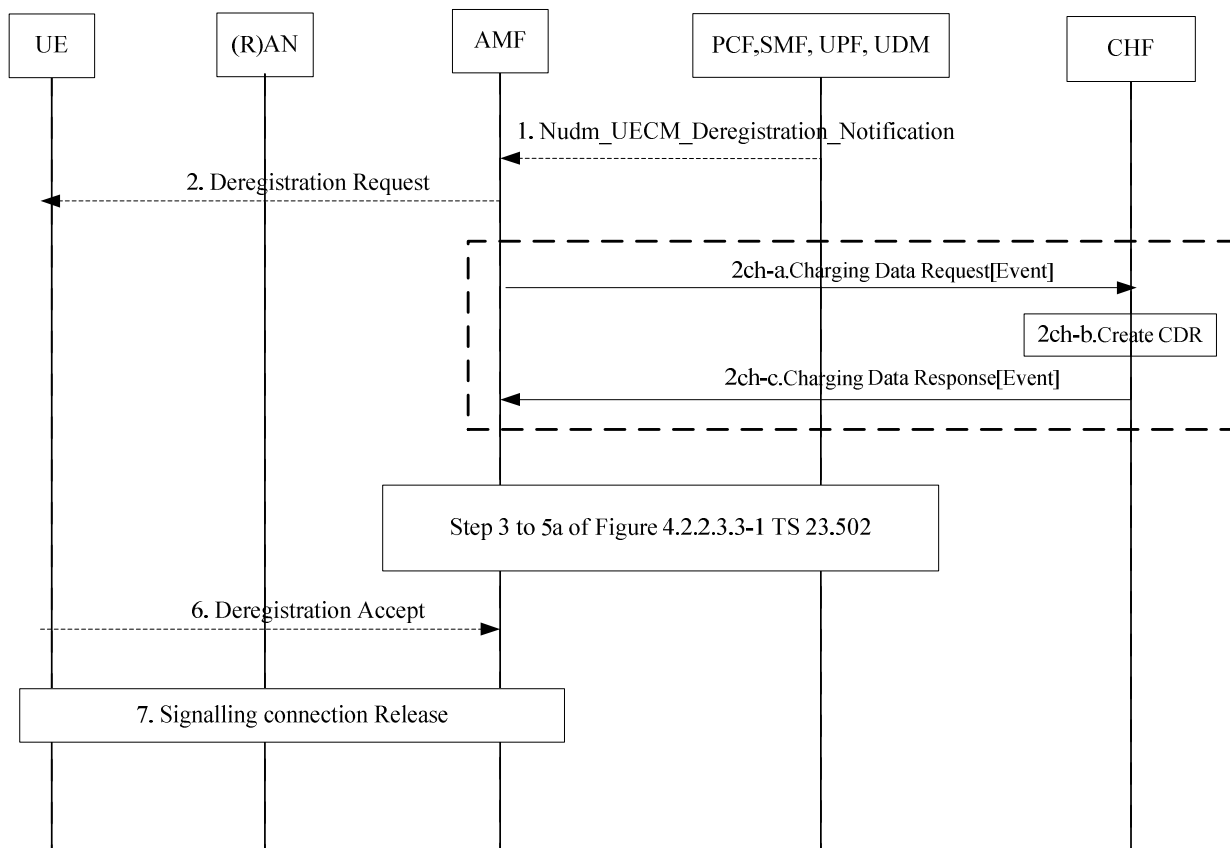 UE
(R)AN
AMF
PCF,SMF, UPF, UDM
CHF
1. Nudm_UECM_Deregistration_Notification
2. Deregistration Request
2ch-a.Charging Data Request[Event]
2ch-b.Create CDR
2ch-c.Charging Data Response[Event]
Step 3 to 5a of Figure 4.2.2.3.3-1 TS 23.502
6. Deregistration Accept
7. Signalling connection Release